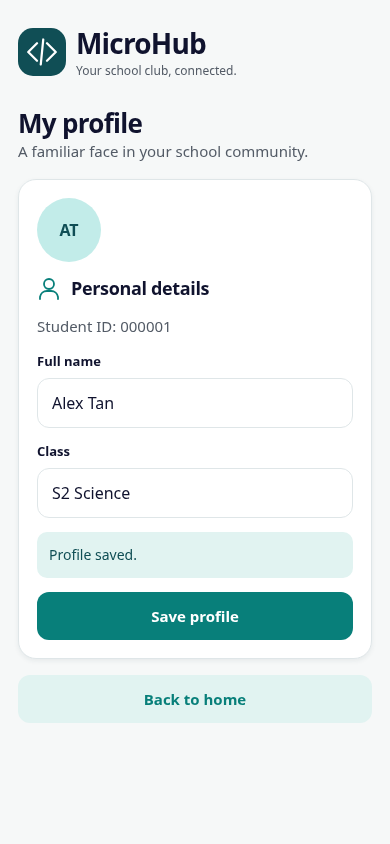 MicroHub
Your school club, connected.
My profile
A familiar face in your school community.
AT
Personal details
Student ID: 000001
Full name
Alex Tan
Class
S2 Science
Profile saved.
Save profile
Back to home